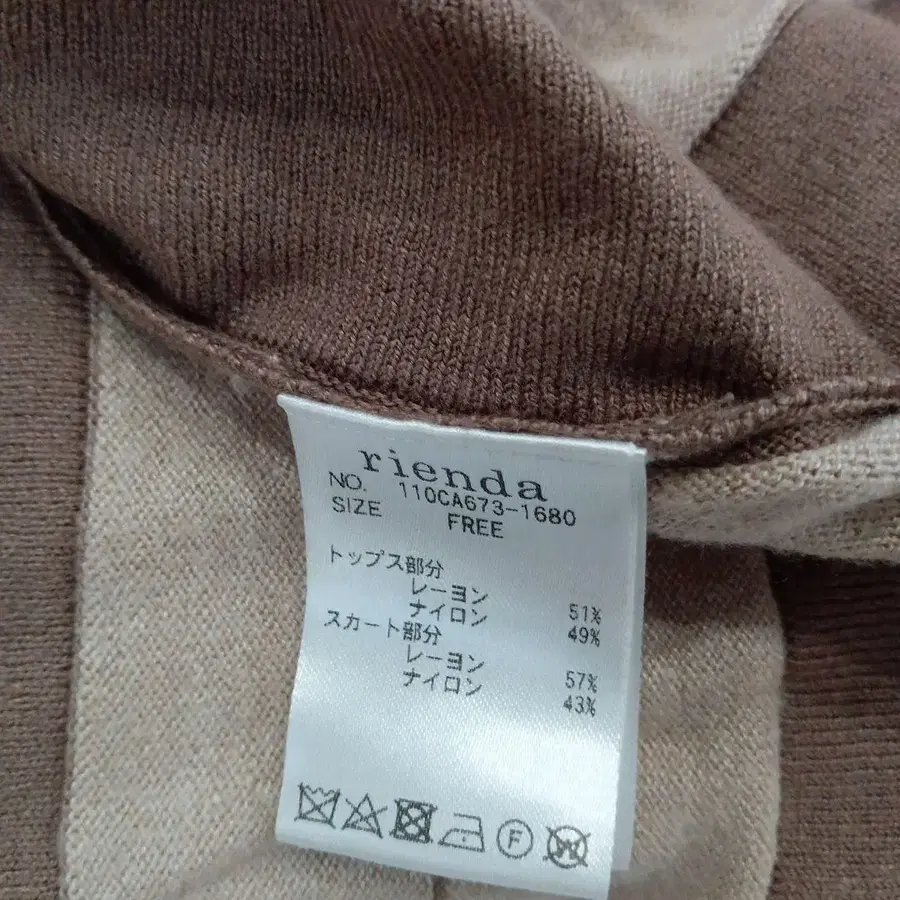 rienda
NO. 110CA673-1680
SIZE FREE
トップス部分
レーヨン 51%
ナイロン 49%
スカート部分
レーヨン 57%
ナイロン 43%
F W